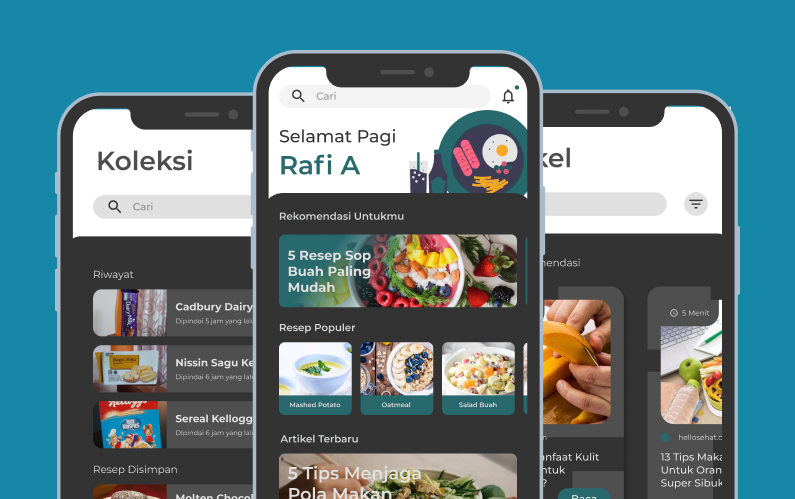 Koleksi
Cari
Riwayat
Cadbury Dairy
Dipindai 5 jam yang lalu
Nissin Sagu Ke
Dipindai 6 jam yang lalu
Sereal Kellogg
Dipindai 6 jam yang lalu
Resep Disimpan
Molten Chocol
Cari
Selamat Pagi
Rafi A
Rekomendasi Untukmu
5 Resep Sop
Buah Paling
Mudah
Resep Populer
Mashed Potato
Oatmeal
Salad Buah
Artikel Terbaru
5 Tips Menjaga
Pola Makan
kel
nendasi
5 Menit
n
anfaat Kulit
ntuk
?
Baca
hellosehat.c
13 Tips Maka
Untuk Oran
Super Sibuk